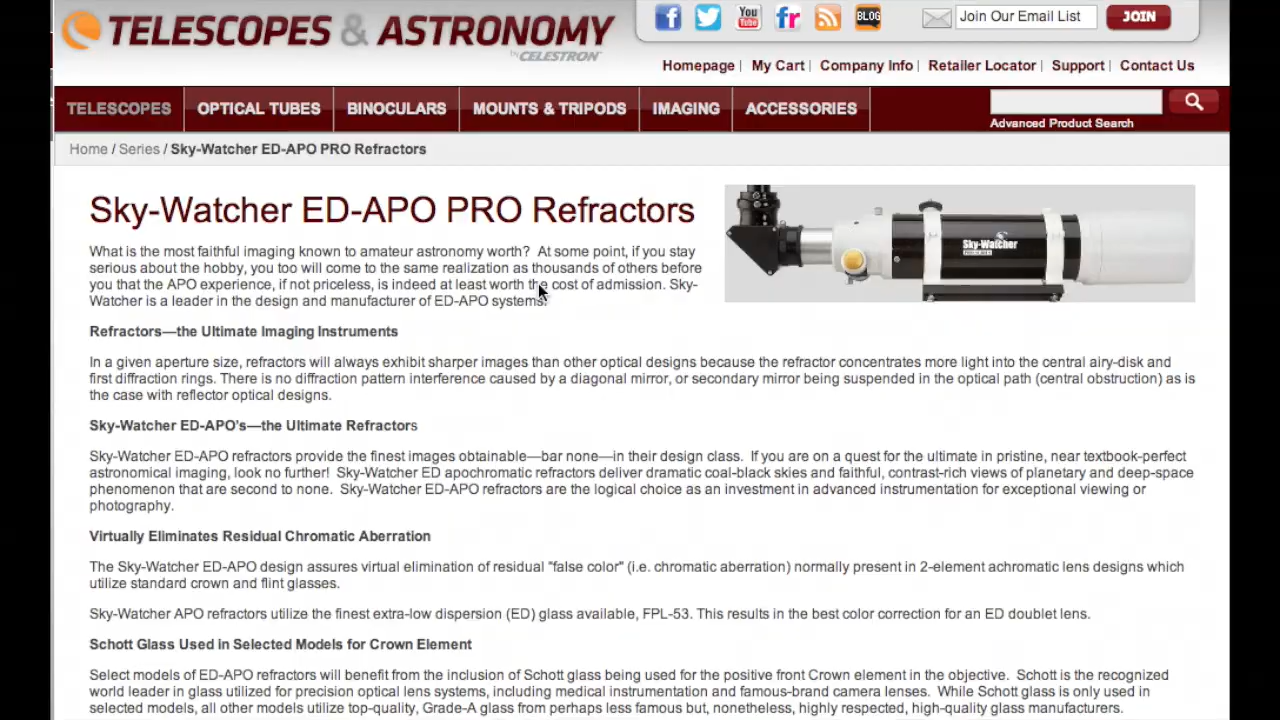 TELESCOPES & ASTRONOMY
by CELESTRON
You Tube
fr
BLOG
Join Our Email List
JOIN
Homepage | My Cart | Company Info | Retailer Locator | Support | Contact Us
TELESCOPES OPTICAL TUBES BINOCULARS MOUNTS & TRIPODS IMAGING ACCESSORIES
Advanced Product Search
Home / Series / Sky-Watcher ED-APO PRO Refractors
Sky-Watcher ED-APO PRO Refractors
Sky-Watcher
What is the most faithful imaging known to amateur astronomy worth?  At some point, if you stay
serious about the hobby, you too will come to the same realization as thousands of others before
you that the APO experience, if not priceless, is indeed at least worth the cost of admission. Sky-
Watcher is a leader in the design and manufacturer of ED-APO systems.
Refractors—the Ultimate Imaging Instruments
In a given aperture size, refractors will always exhibit sharper images than other optical designs because the refractor concentrates more light into the central airy-disk and
first diffraction rings. There is no diffraction pattern interference caused by a diagonal mirror, or secondary mirror being suspended in the optical path (central obstruction) as is
the case with reflector optical designs.
Sky-Watcher ED-APO's—the Ultimate Refractors
Sky-Watcher ED-APO refractors provide the finest images obtainable—bar none—in their design class.  If you are on a quest for the ultimate in pristine, near textbook-perfect
astronomical imaging, look no further!  Sky-Watcher ED apochromatic refractors deliver dramatic coal-black skies and faithful, contrast-rich views of planetary and deep-space
phenomenon that are second to none.  Sky-Watcher ED-APO refractors are the logical choice as an investment in advanced instrumentation for exceptional viewing or
photography.
Virtually Eliminates Residual Chromatic Aberration
The Sky-Watcher ED-APO design assures virtual elimination of residual "false color" (i.e. chromatic aberration) normally present in 2-element achromatic lens designs which
utilize standard crown and flint glasses.
Sky-Watcher APO refractors utilize the finest extra-low dispersion (ED) glass available, FPL-53. This results in the best color correction for an ED doublet lens.
Schott Glass Used in Selected Models for Crown Element
Select models of ED-APO refractors will benefit from the inclusion of Schott glass being used for the positive front Crown element in the objective.  Schott is the recognized
world leader in glass utilized for precision optical lens systems, including medical instrumentation and famous-brand camera lenses.  While Schott glass is only used in
selected models, all other models utilize top-quality, Grade-A glass from perhaps less famous but, nonetheless, highly respected, high-quality glass manufacturers.